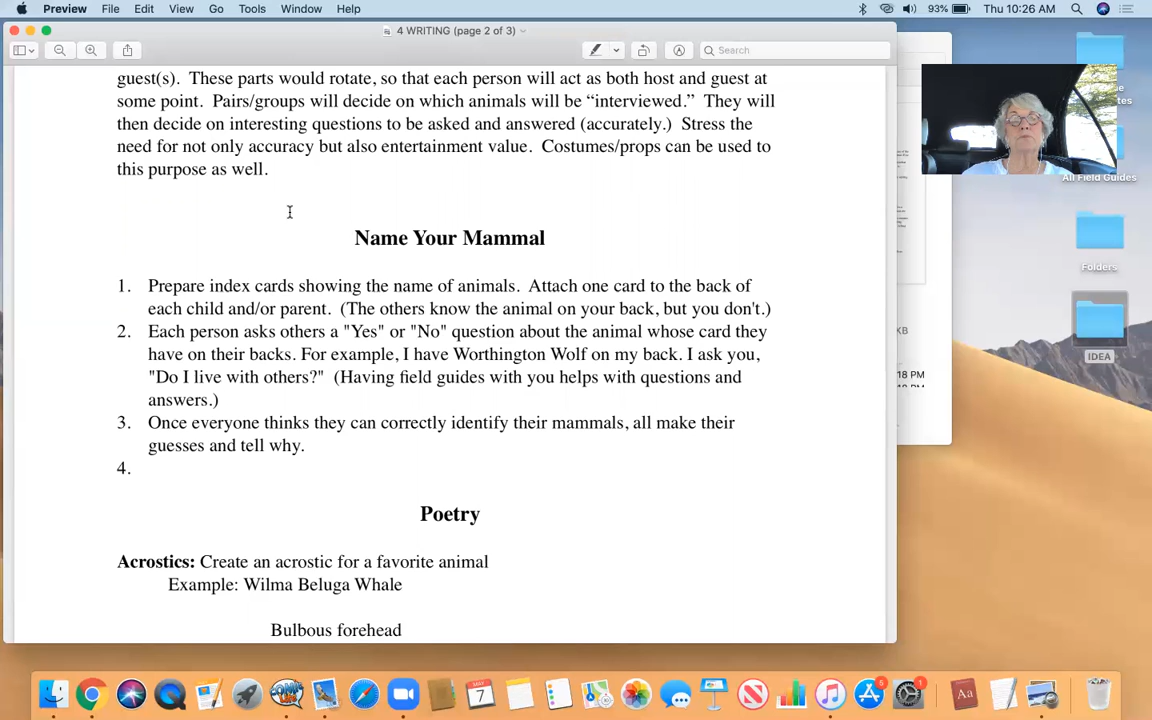 Preview File Edit View Go Tools Window Help 93% Thu 10:26 AM
4 WRITING (page 2 of 3)
Search
guest(s). These parts would rotate, so that each person will act as both host and guest at
some point. Pairs/groups will decide on which animals will be “interviewed.” They will
then decide on interesting questions to be asked and answered (accurately.) Stress the
need for not only accuracy but also entertainment value. Costumes/props can be used to
this purpose as well.
Name Your Mammal
1. Prepare index cards showing the name of animals. Attach one card to the back of
each child and/or parent. (The others know the animal on your back, but you don't.)
2. Each person asks others a "Yes" or "No" question about the animal whose card they
have on their backs. For example, I have Worthington Wolf on my back. I ask you,
"Do I live with others?" (Having field guides with you helps with questions and
answers.)
3. Once everyone thinks they can correctly identify their mammals, all make their
guesses and tell why.
4.
Poetry
Acrostics: Create an acrostic for a favorite animal
Example: Wilma Beluga Whale
Bulbous forehead
All Field Guides
Folders
IDEA
KB
18 PM
7
Aa